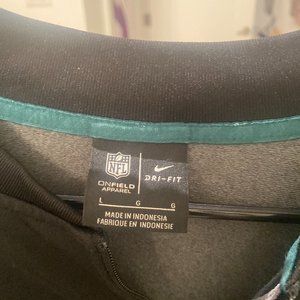 NFL
ONFIELD
APPAREL
DRI-FIT
L G G
MADE IN INDONESIA
FABRIQUÉ EN INDONESIE